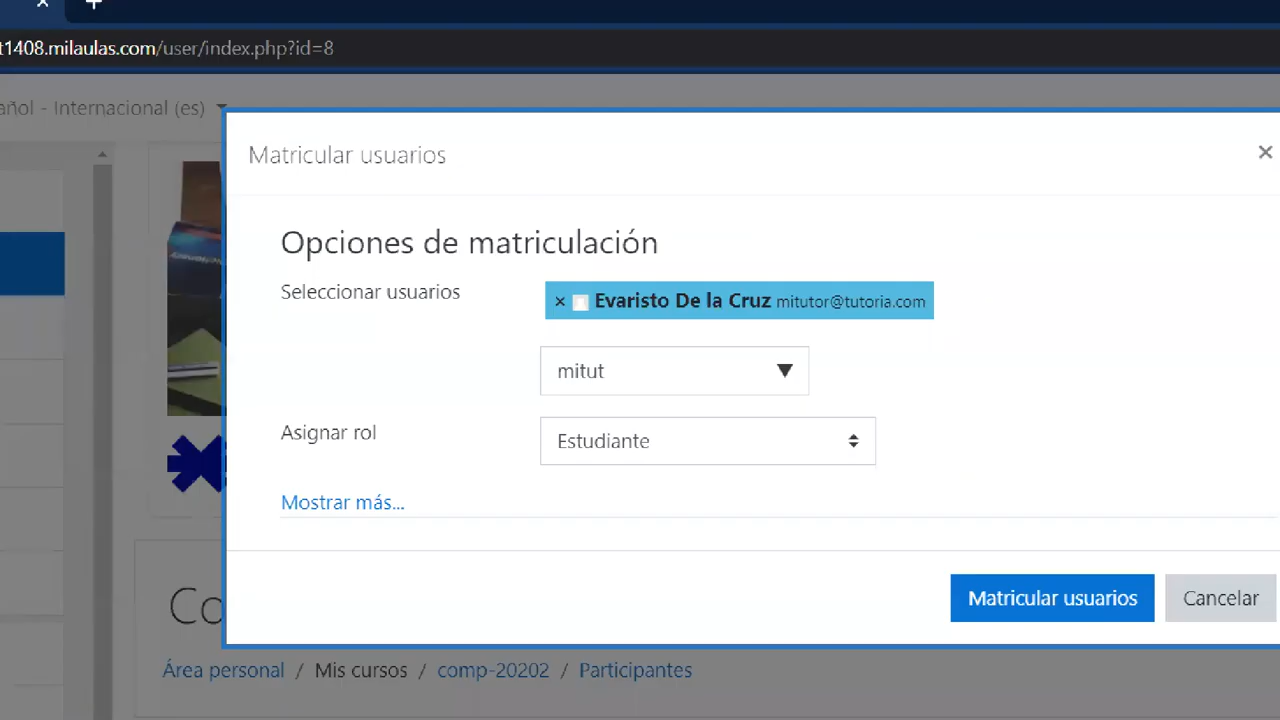 t1408.milaulas.com/user/index.php?id=8
añol - Internacional (es)
Matricular usuarios
×
Opciones de matriculación
Seleccionar usuarios
× Evaristo De la Cruz mitutor@tutoria.com
mitut ▼
Asignar rol
Estudiante
Mostrar más...
Matricular usuarios
Cancelar
Co
Área personal / Mis cursos / comp-20202 / Participantes